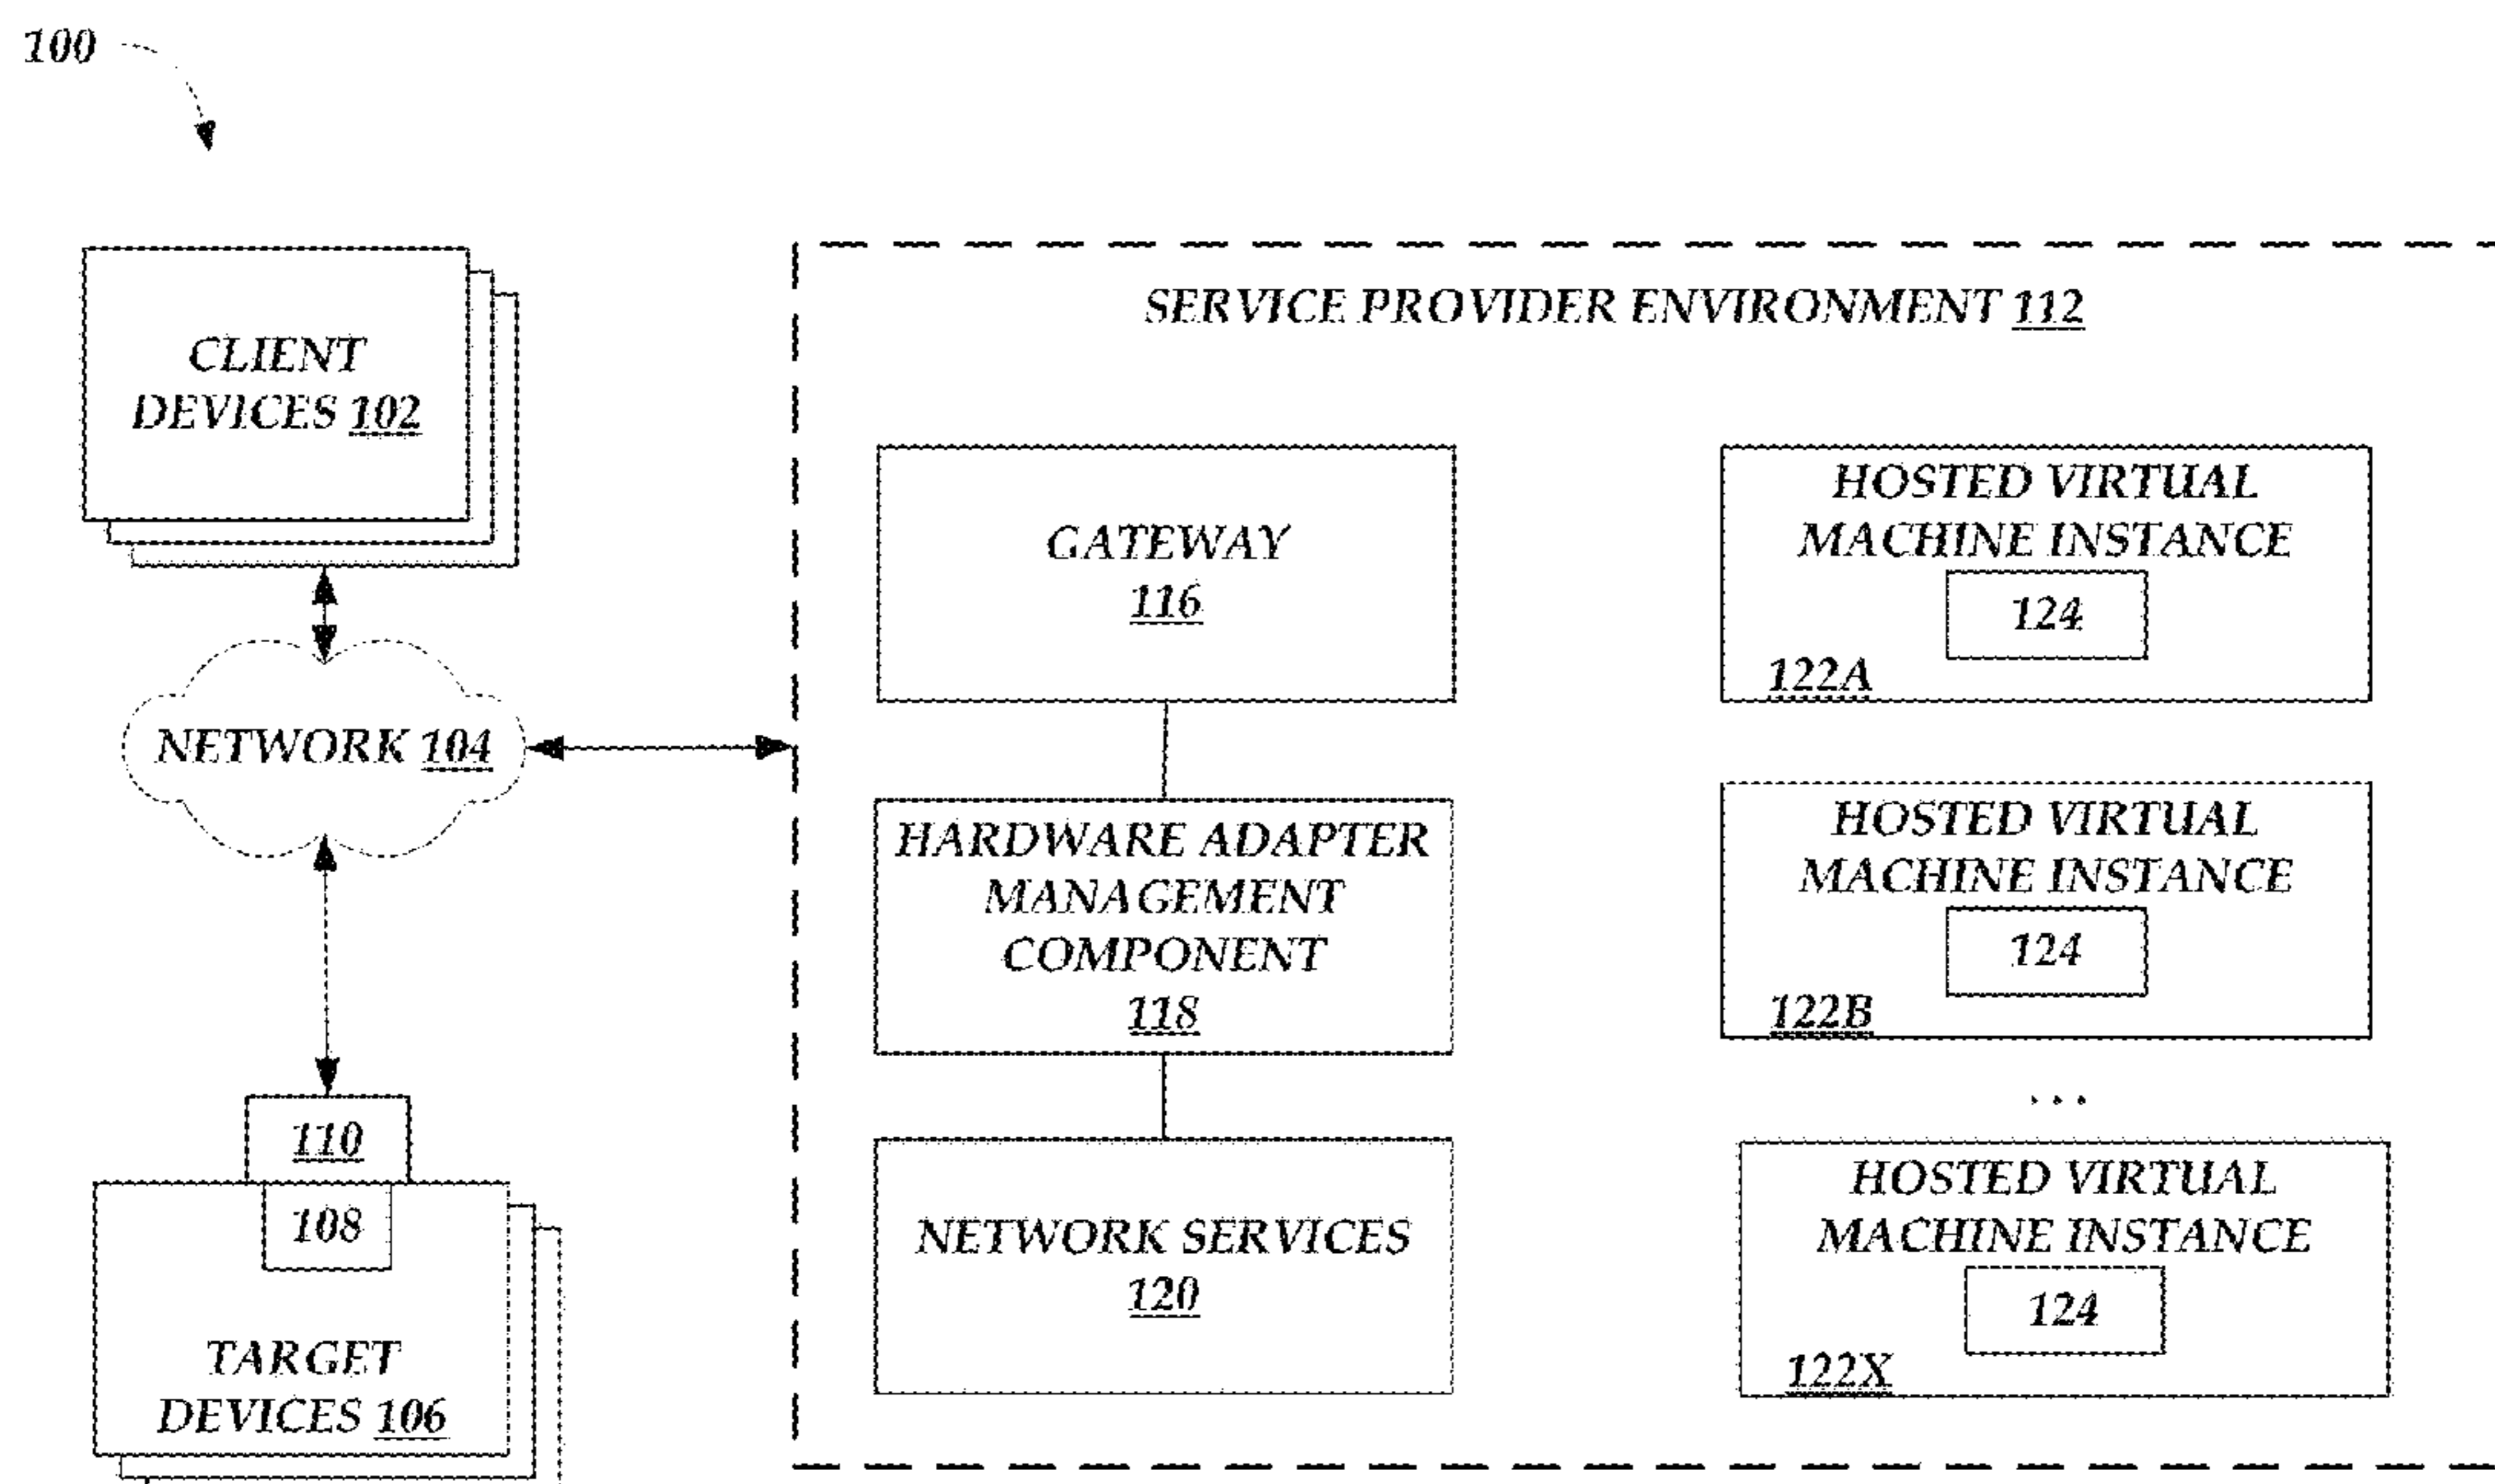 100
CLIENT
DEVICES 102
NETWORK 104
110
108
TARGET
DEVICES 106
SERVICE PROVIDER ENVIRONMENT 112
GATEWAY
116
HARDWARE ADAPTER
MANAGEMENT
COMPONENT
118
NETWORK SERVICES
120
HOSTED VIRTUAL
MACHINE INSTANCE
124
122A
HOSTED VIRTUAL
MACHINE INSTANCE
124
122B
...
HOSTED VIRTUAL
MACHINE INSTANCE
124
122X